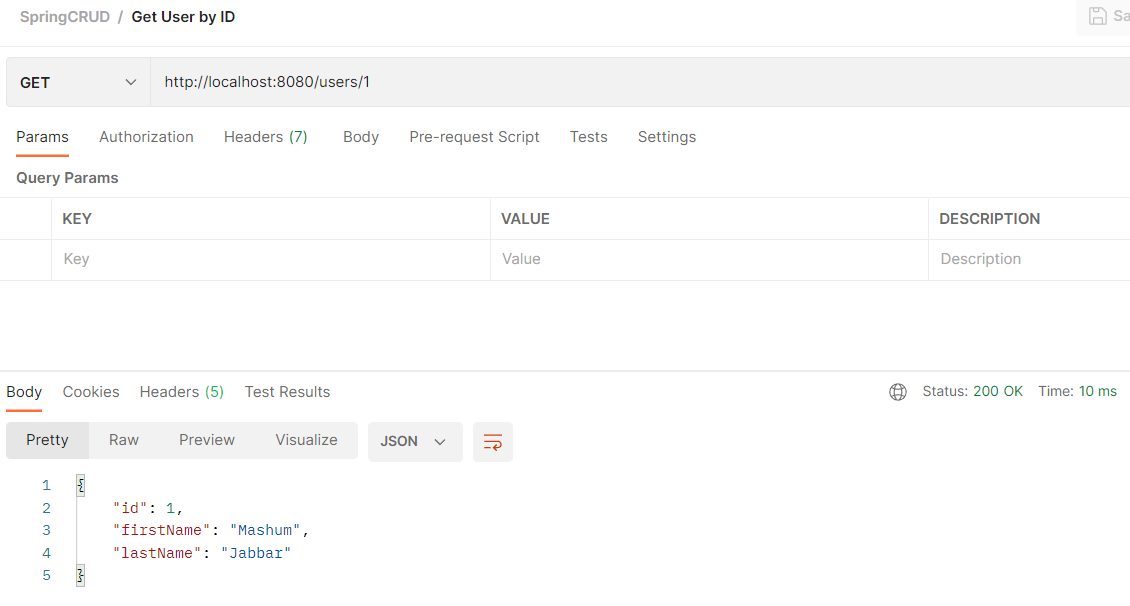 SpringCRUD / Get User by ID
Sa
GET http://localhost:8080/users/1
Params Authorization Headers (7) Body Pre-request Script Tests Settings
Query Params
KEY VALUE DESCRIPTION
Key Value Description
Body Cookies Headers (5) Test Results Status: 200 OK Time: 10 ms
Pretty Raw Preview Visualize JSON
1 {
2 "id": 1,
3 "firstName": "Mashum",
4 "lastName": "Jabbar"
5 }